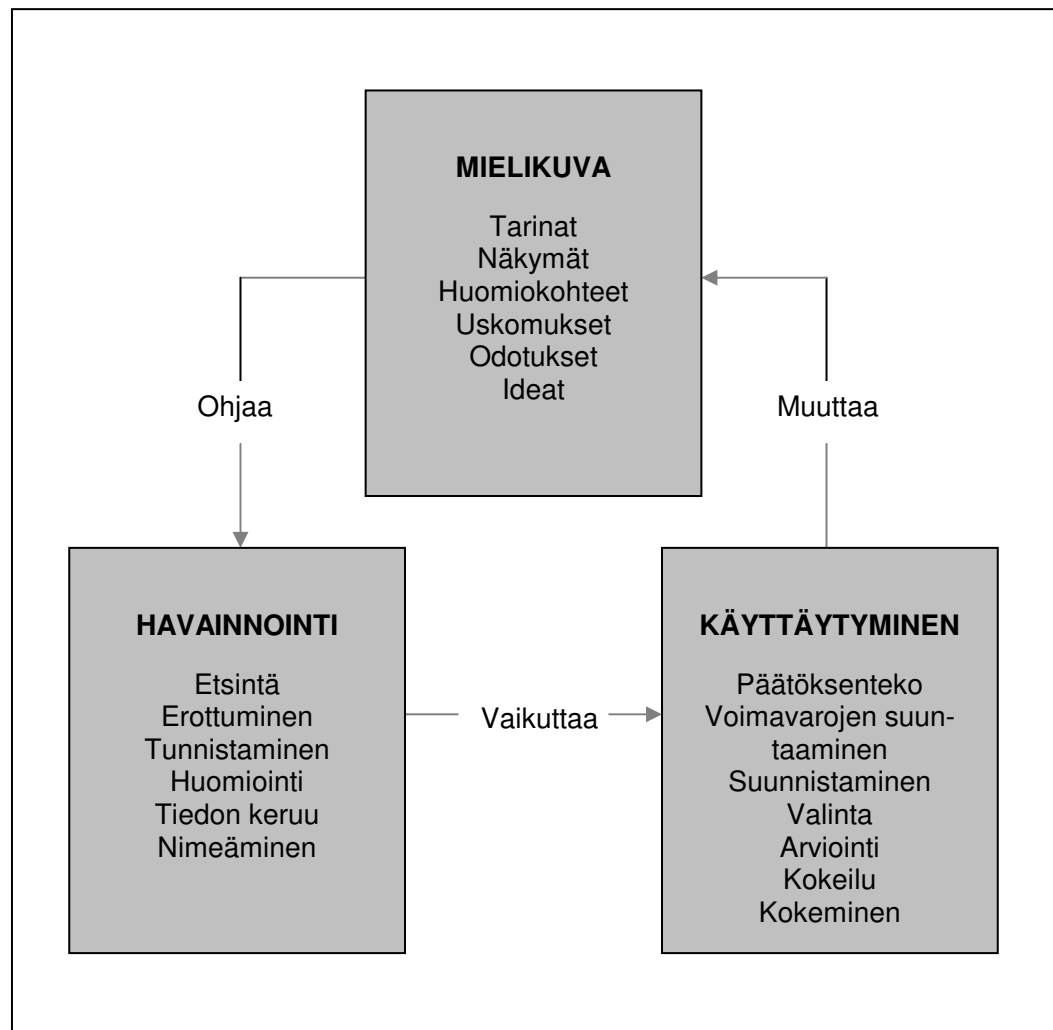 MIELIKUVA
Tarinat
Näkymät
Huomiokohteet
Uskomukset
Odotukset
Ideat
Ohjaa
Muuttaa
HAVAINNOINTI
Etsintä
Erottuminen
Tunnistaminen
Huomiointi
Tiedon keruu
Nimeäminen
Vaikuttaa
KÄYTTÄYTYMINEN
Päätöksenteko
Voimavarojen suun-
taaminen
Suunnistaminen
Valinta
Arviointi
Kokeilu
Kokeminen